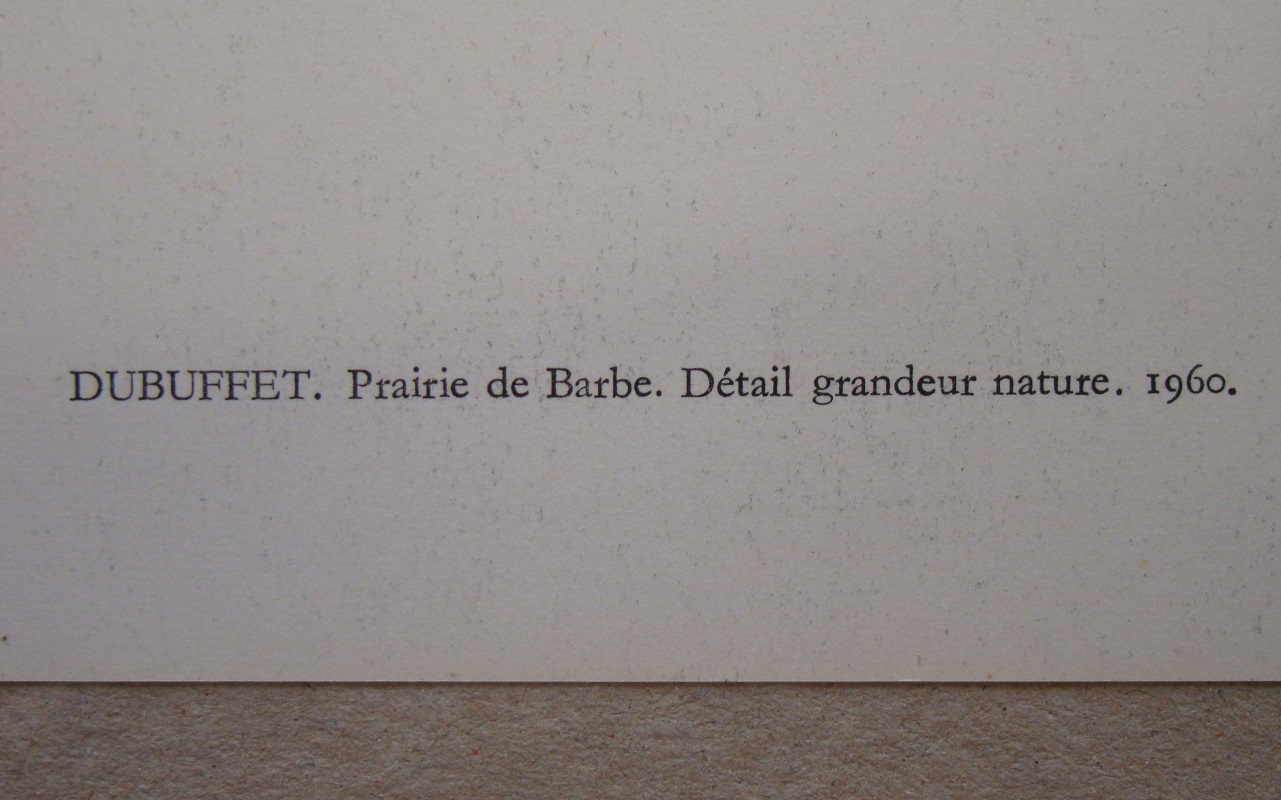 DUBUFFET. Prairie de Barbe. Détail grandeur nature. 1960.